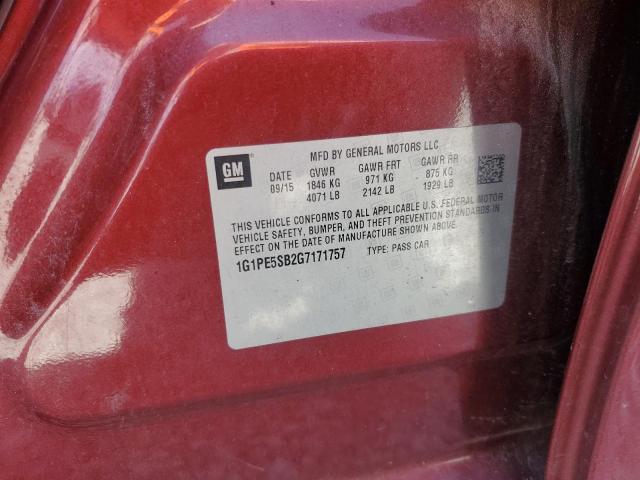 GM
MFD BY GENERAL MOTORS LLC
DATE GVWR GAWR FRT GAWR RR
09/15 1846 KG 971 KG 875 KG
4071 LB 2142 LB 1929 LB
THIS VEHICLE CONFORMS TO ALL APPLICABLE U.S. FEDERAL MOTOR
VEHICLE SAFETY, BUMPER, AND THEFT PREVENTION STANDARDS IN
EFFECT ON THE DATE OF MANUFACTURE SHOWN ABOVE.
1G1PE5SB2G7171757 TYPE: PASS CAR